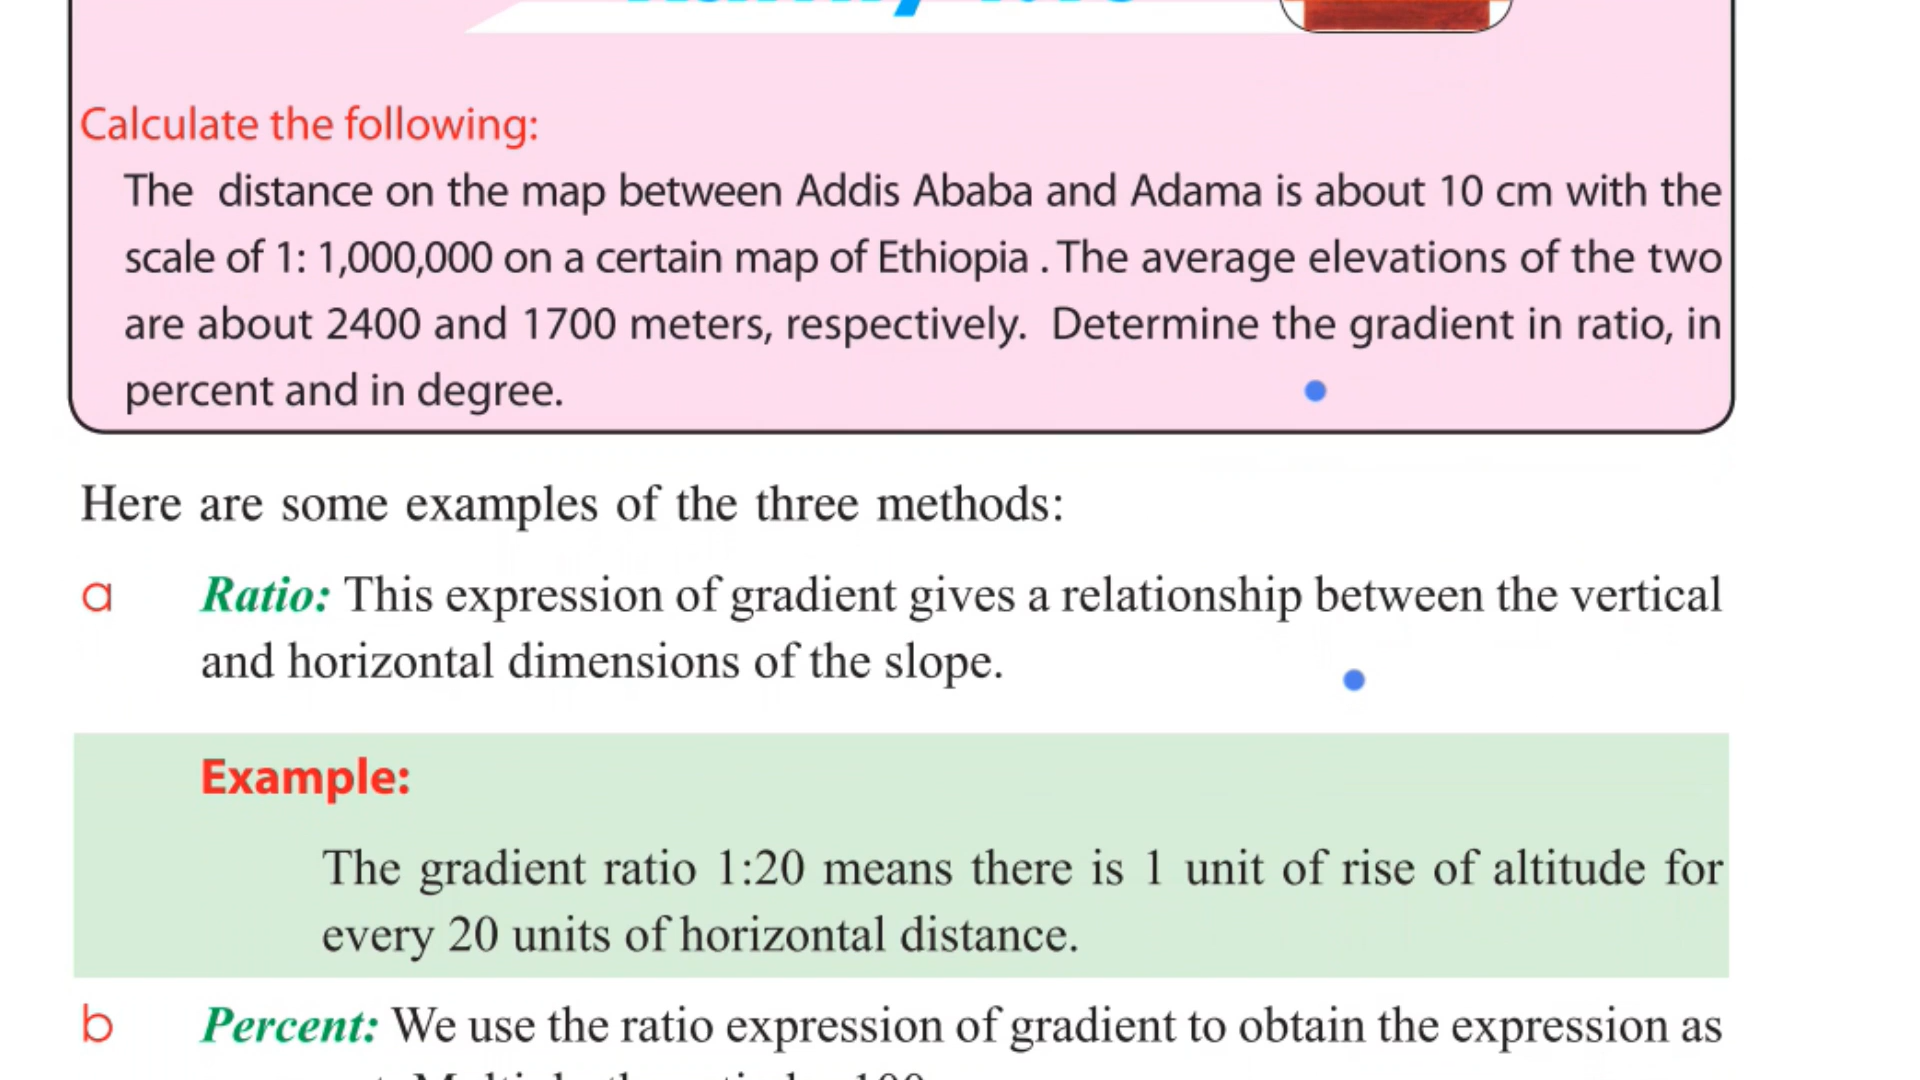 Calculate the following:
The distance on the map between Addis Ababa and Adama is about 10 cm with the
scale of 1: 1,000,000 on a certain map of Ethiopia . The average elevations of the two
are about 2400 and 1700 meters, respectively. Determine the gradient in ratio, in
percent and in degree.
Here are some examples of the three methods:
a Ratio: This expression of gradient gives a relationship between the vertical
and horizontal dimensions of the slope.
Example:
The gradient ratio 1:20 means there is 1 unit of rise of altitude for
every 20 units of horizontal distance.
b Percent: We use the ratio expression of gradient to obtain the expression as